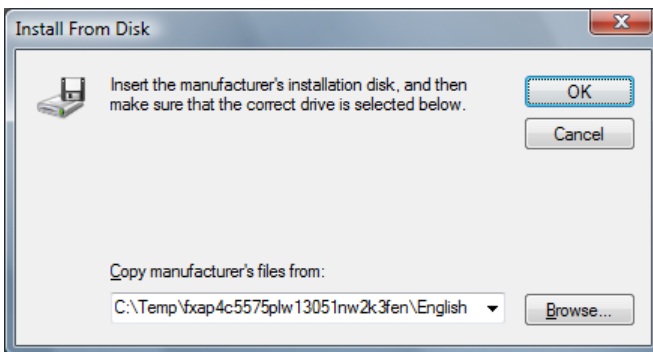 Install From Disk
Insert the manufacturer's installation disk, and then
make sure that the correct drive is selected below.
OK
Cancel
Copy manufacturer's files from:
C:\Temp\fxap4c5575plw13051nw2k3fen\English
Browse...